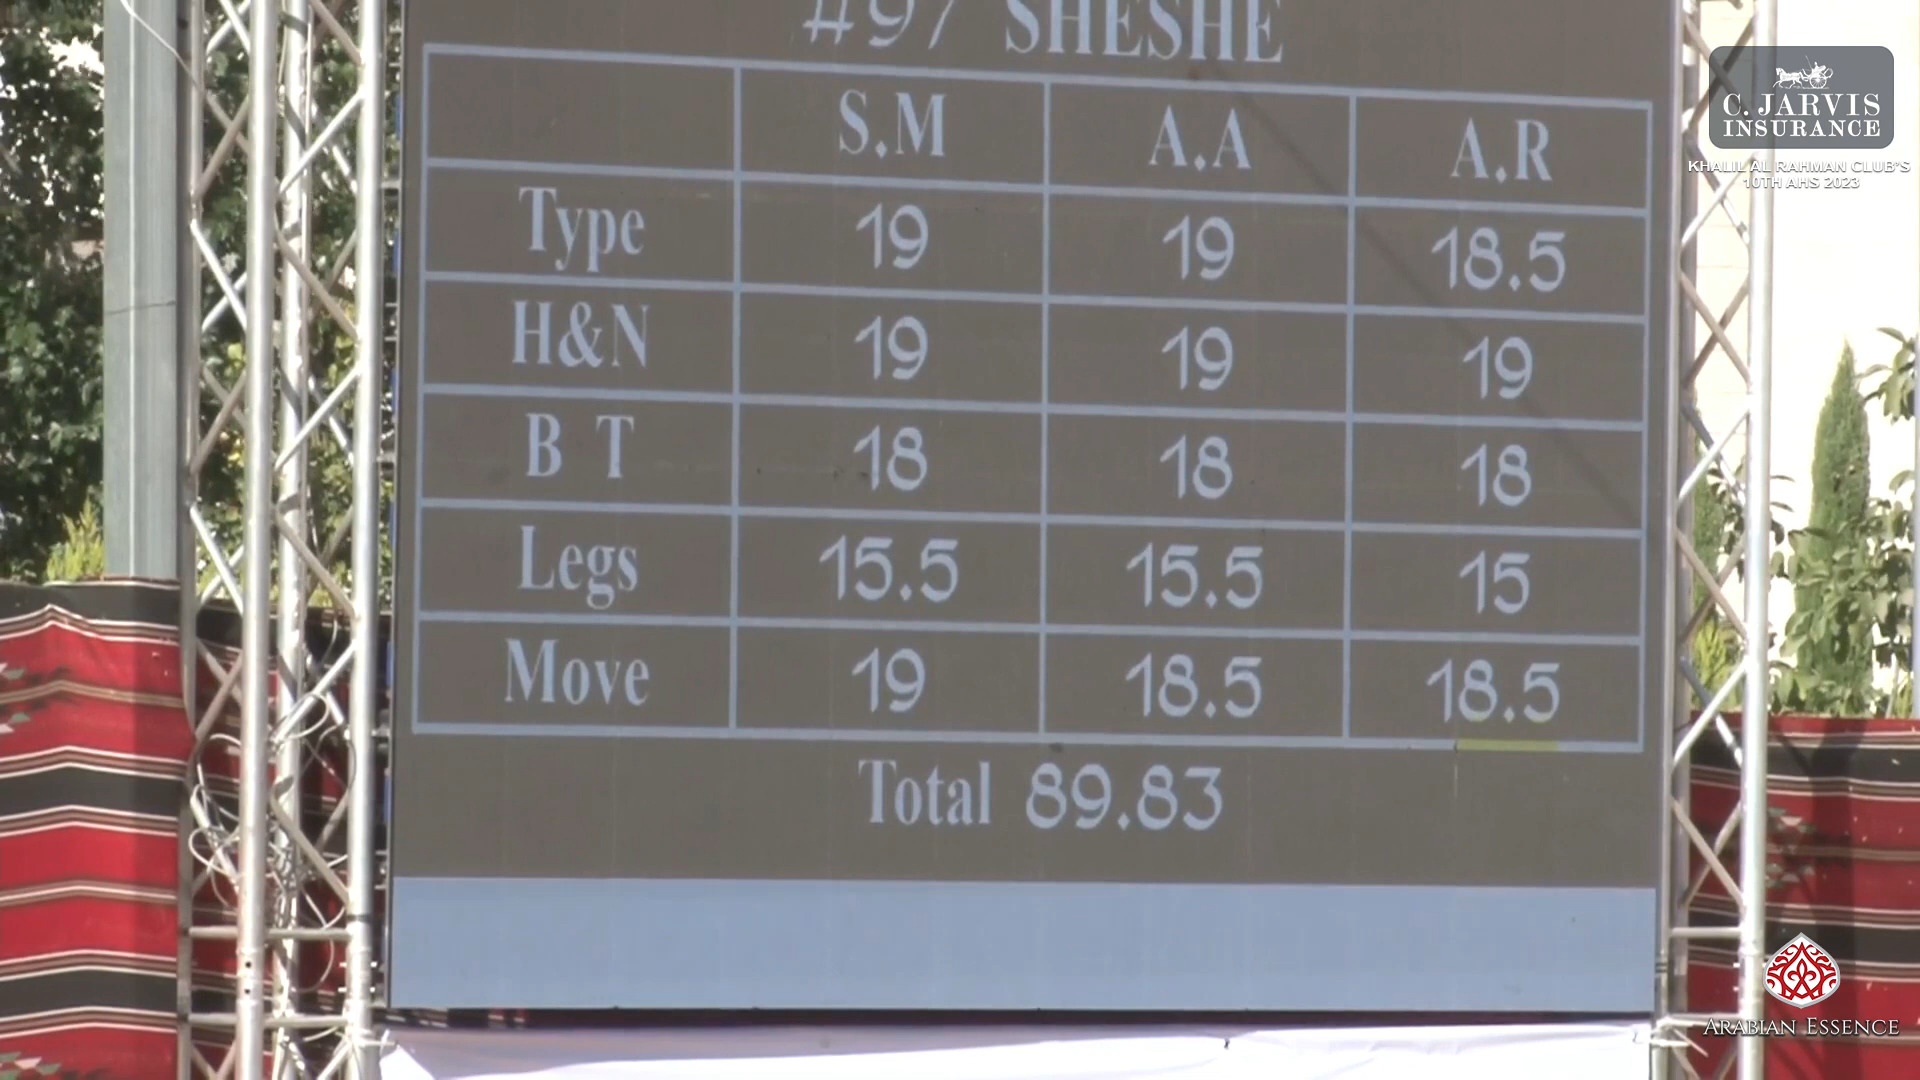 #97 SHESHE
S.M A.A A.R
Type 19 19 18.5
H&N 19 19 19
B T 18 18 18
Legs 15.5 15.5 15
Move 19 18.5 18.5
Total 89.83
C. JARVIS
INSURANCE
KHALIL AL RAHMAN CLUB'S
10TH AHS 2023
ARABIAN ESSENCE